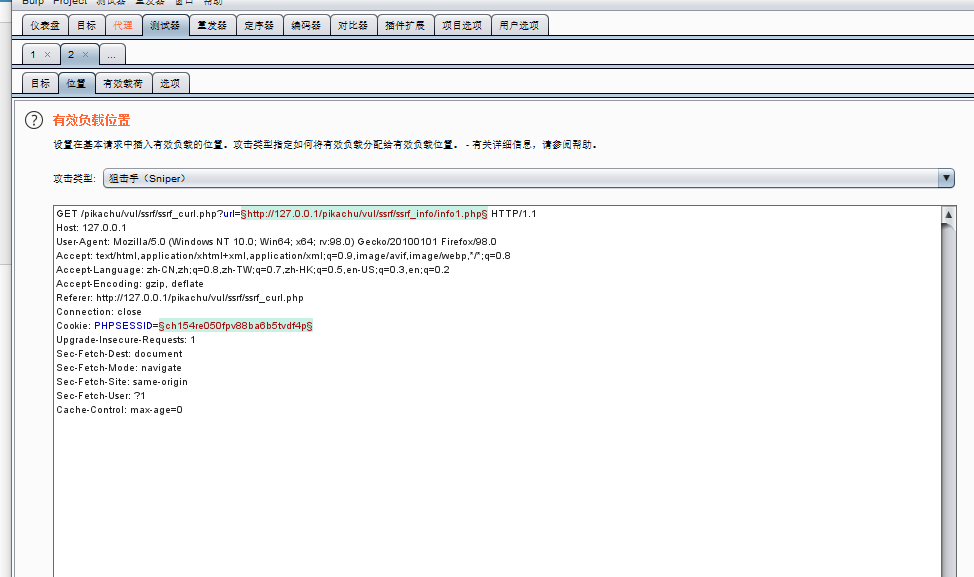 Burp Project 测试器 重发器 窗口 帮助
仪表盘 目标 代理 测试器 重发器 定序器 编码器 对比器 插件扩展 项目选项 用户选项
1 × 2 × ...
目标 位置 有效载荷 选项
? 有效负载位置
设置在基本请求中插入有效负载的位置。攻击类型指定如何将有效负载分配给有效负载位置。 - 有关详细信息，请参阅帮助。
攻击类型: 狙击手（Sniper）
GET /pikachu/vul/ssrf/ssrf_curl.php?url=§http://127.0.0.1/pikachu/vul/ssrf/ssrf_info/info1.php§ HTTP/1.1
Host: 127.0.0.1
User-Agent: Mozilla/5.0 (Windows NT 10.0; Win64; x64; rv:98.0) Gecko/20100101 Firefox/98.0
Accept: text/html,application/xhtml+xml,application/xml;q=0.9,image/avif,image/webp,*/*;q=0.8
Accept-Language: zh-CN,zh;q=0.8,zh-TW;q=0.7,zh-HK;q=0.5,en-US;q=0.3,en;q=0.2
Accept-Encoding: gzip, deflate
Referer: http://127.0.0.1/pikachu/vul/ssrf/ssrf_curl.php
Connection: close
Cookie: PHPSESSID=§ch154re050fpv88ba6b5tvdf4p§
Upgrade-Insecure-Requests: 1
Sec-Fetch-Dest: document
Sec-Fetch-Mode: navigate
Sec-Fetch-Site: same-origin
Sec-Fetch-User: ?1
Cache-Control: max-age=0